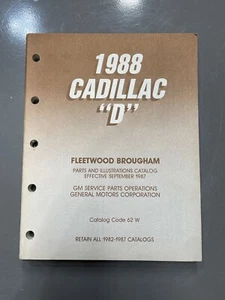 1988
CADILLAC
"D"
FLEETWOOD BROUGHAM
PARTS AND ILLUSTRATIONS CATALOG
EFFECTIVE SEPTEMBER 1987
GM SERVICE PARTS OPERATIONS
GENERAL MOTORS CORPORATION
Catalog Code 62 W
RETAIN ALL 1982-1987 CATALOGS